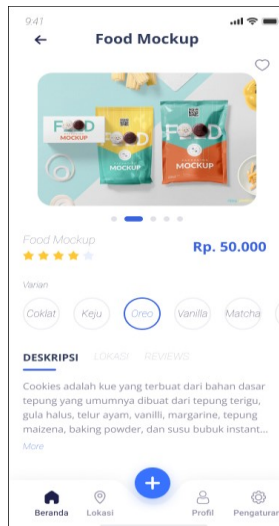 9:41
Food Mockup
FOOD
MOCKUP
FOOD
MOCKUP
FOOD
MOCKUP
Food Mockup
Rp. 50.000
Varian
Coklat Keju Oreo Vanilla Matcha
DESKRIPSI LOKASI REVIEWS
Cookies adalah kue yang terbuat dari bahan dasar
tepung yang umumnya dibuat dari tepung terigu,
gula halus, telur ayam, vanilli, margarine, tepung
maizena, baking powder, dan susu bubuk instant...
More
Beranda Lokasi + Profil Pengaturan